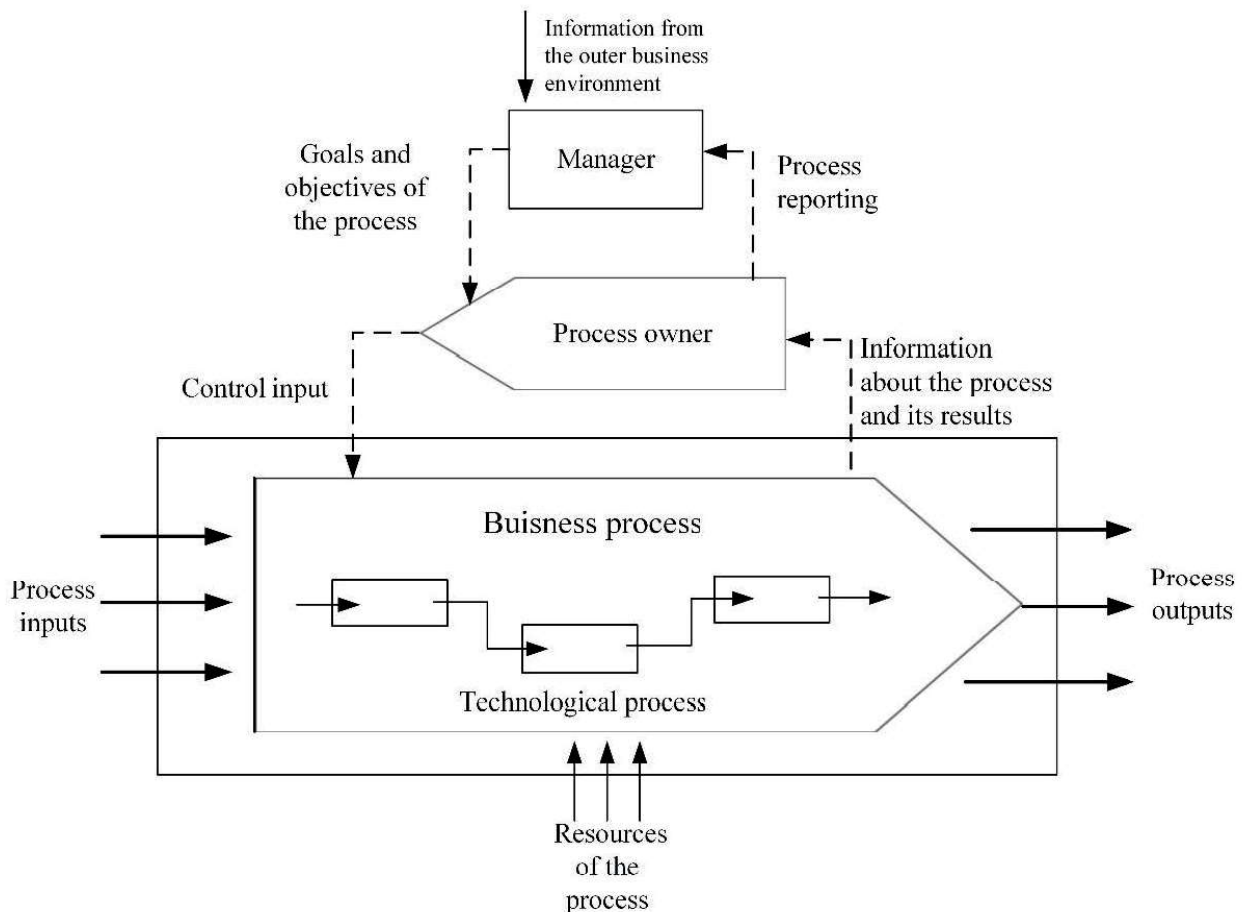 Information from
the outer business
environment
Manager
Goals and
objectives of
the process
Process
reporting
Process owner
Information
about the process
and its results
Control input
Buisness process
Process
inputs
Process
outputs
Technological process
Resources
of the
process